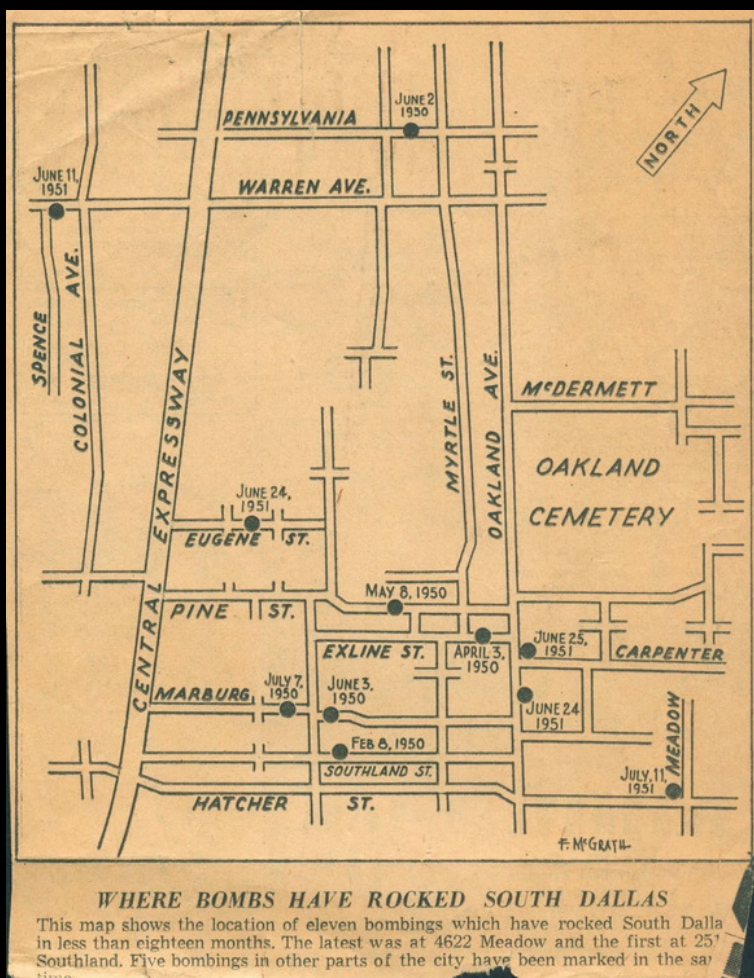 JUNE 2
1950
PENNSYLVANIA
NORTH
JUNE 11,
1951
WARREN AVE.
SPENCE
COLONIAL AVE.
CENTRAL EXPRESSWAY
MYRTLE ST.
OAKLAND AVE.
McDERMETT
OAKLAND
CEMETERY
JUNE 24,
1951
EUGENE ST.
MAY 8, 1950
PINE ST.
EXLINE ST.
APRIL 3,
1950
JUNE 25,
1951
CARPENTER
MARBURG
JULY 7,
1950
JUNE 3,
1950
JUNE 24
1951
MEADOW
FEB 8, 1950
SOUTHLAND ST.
JULY, 11,
1951
HATCHER ST.
F. McGRATH
WHERE BOMBS HAVE ROCKED SOUTH DALLAS
This map shows the location of eleven bombings which have rocked South Dalla
in less than eighteen months. The latest was at 4622 Meadow and the first at 251
Southland. Five bombings in other parts of the city have been marked in the sa